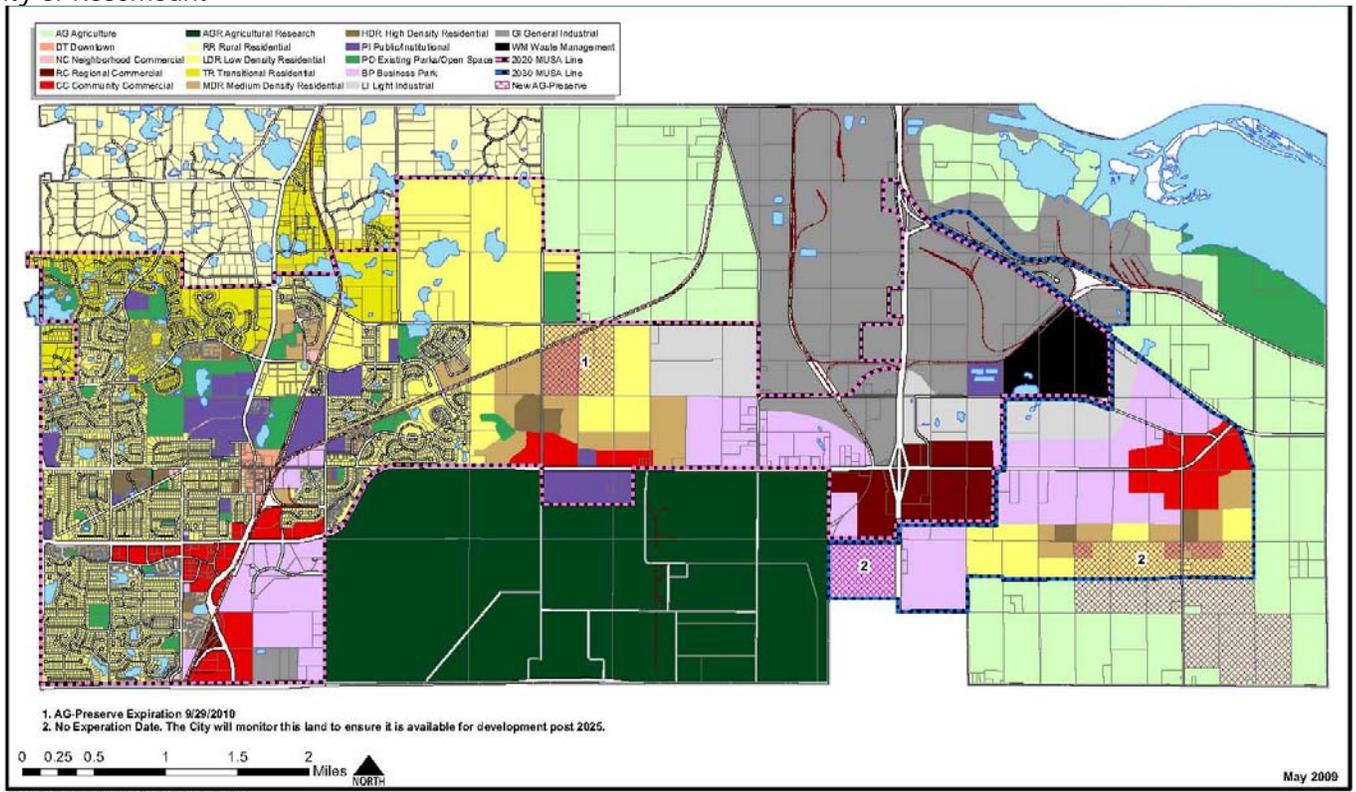 ity of Rosemount
AG Agriculture
DT Downtown
NC Neighborhood Commercial
RC Regional Commercial
CC Community Commercial
AGR Agricultural Research
RR Rural Residential
LDR Low Density Residential
TR Transitional Residential
MDR Medium Density Residential
HDR High Density Residential
PI Public/Institutional
PO Existing Parks/Open Space
BP Business Park
LI Light Industrial
GI General Industrial
WM Waste Management
2020 MUSA Line
2030 MUSA Line
New AG-Preserve
1
2
2
1. AG-Preserve Expiration 9/29/2010
2. No Experation Date. The City will monitor this land to ensure it is available for development post 2025.
0 0.25 0.5 1 1.5 2
Miles
NORTH
May 2009